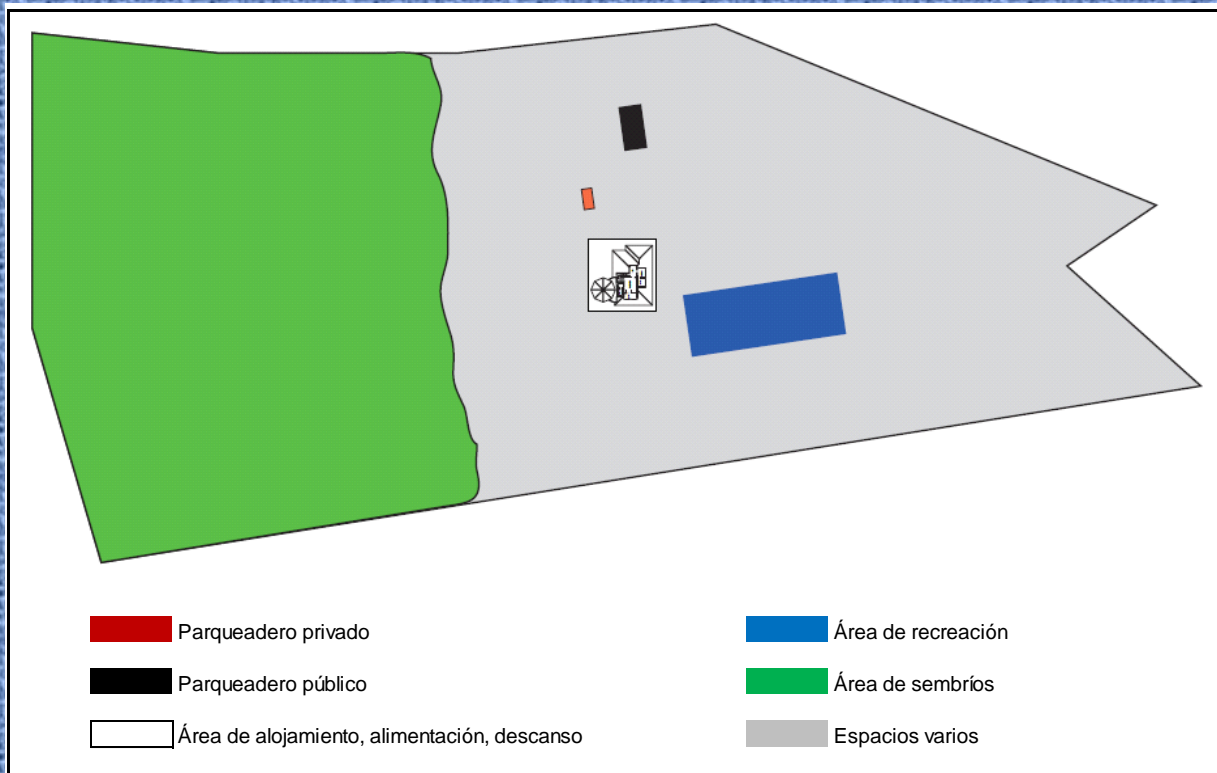 Parqueadero privado
Parqueadero público
Área de alojamiento, alimentación, descanso
Área de recreación
Área de sembríos
Espacios varios